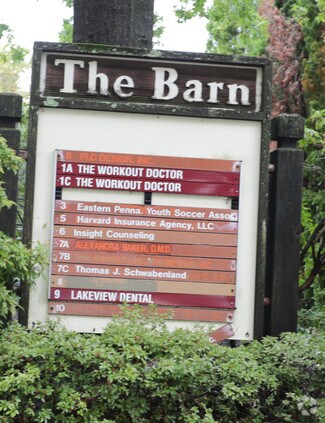 The Barn
B PLC DESIGN, INC.
1A THE WORKOUT DOCTOR
1C THE WORKOUT DOCTOR
3 Eastern Penna. Youth Soccer Asso
5 Harvard Insurance Agency, LLC
6 Insight Counseling
7A ALEXANDRA BAKER, D.M.D.
7B
7C Thomas J. Schwabenland
8
9 LAKEVIEW DENTAL
10